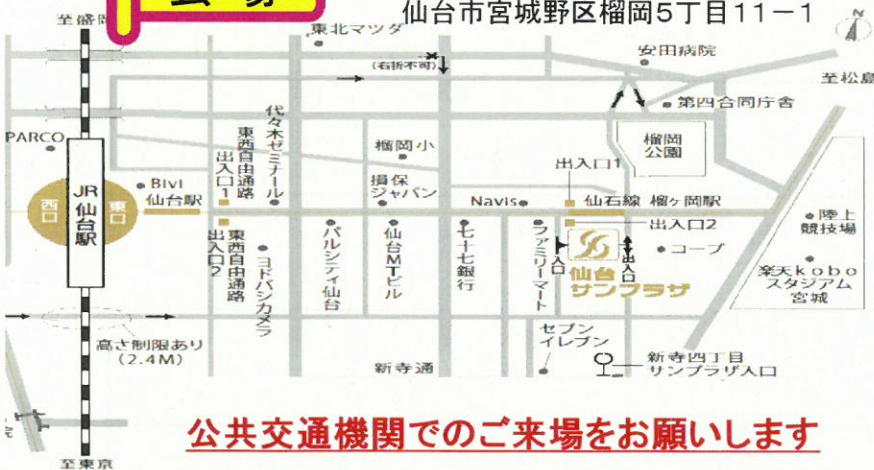 会場
仙台市宮城野区榴岡5丁目11−1
至盛岡
東北マツダ
(右折不可)
安田病院
至松島
N
第四合同庁舎
PARCO
代々木ゼミナール
東西自由通路
出入口1
榴岡小
榴岡
公園
出入口1
BiVi
仙台駅
損保
ジャパン
Navis
仙石線 榴ヶ岡駅
JR
仙台駅
西口
東口
出入口2
陸上
競技場
東西自由通路
出入口2
ヨドバシカメラ
パルシティ仙台
仙台MTビル
七十七銀行
ファミリーマート
入口
出入口
コープ
仙台
サンプラザ
楽天kobo
スタジアム
宮城
高さ制限あり
(2.4M)
新寺通
セブン
イレブン
新寺四丁目
サンプラザ入口
公共交通機関でのご来場をお願いします
至東京